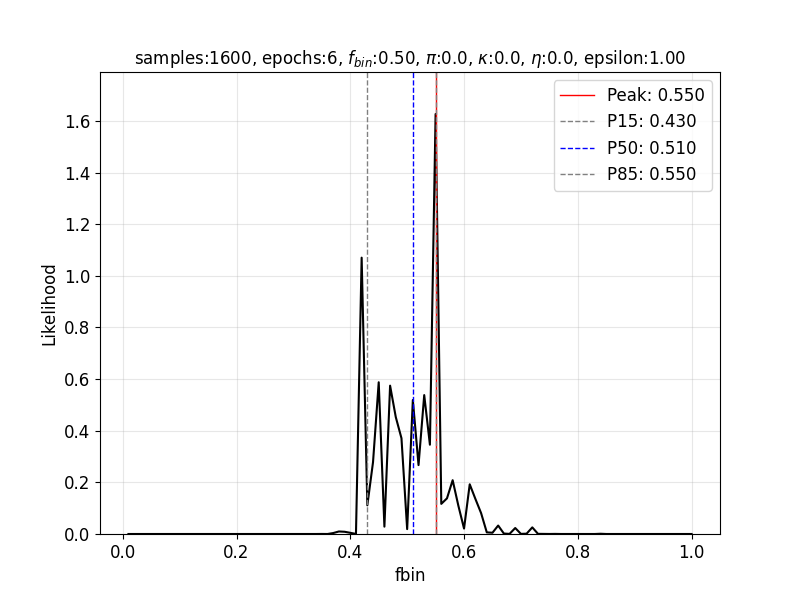 samples:1600, epochs:6, f_bin:0.50, π:0.0, κ:0.0, η:0.0, epsilon:1.00
Peak: 0.550
P15: 0.430
P50: 0.510
P85: 0.550
1.6
1.4
1.2
1.0
0.8
0.6
0.4
0.2
0.0
Likelihood
0.0 0.2 0.4 0.6 0.8 1.0
fbin